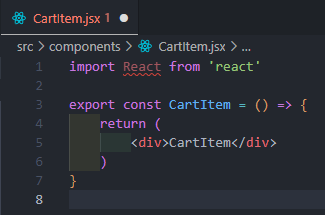 CartItem.jsx 1
src > components > CartItem.jsx > ...
1 import React from 'react'
2
3 export const CartItem = () => {
4 return (
5 <div>CartItem</div>
6 )
7 }
8